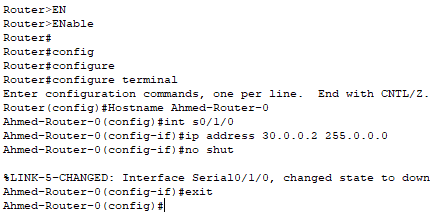 Router>EN
Router>ENable
Router#
Router#config
Router#configure
Router#configure terminal
Enter configuration commands, one per line.  End with CNTL/Z.
Router(config)#Hostname Ahmed-Router-0
Ahmed-Router-0(config)#int s0/1/0
Ahmed-Router-0(config-if)#ip address 30.0.0.2 255.0.0.0
Ahmed-Router-0(config-if)#no shut
%LINK-5-CHANGED: Interface Serial0/1/0, changed state to down
Ahmed-Router-0(config-if)#exit
Ahmed-Router-0(config)#